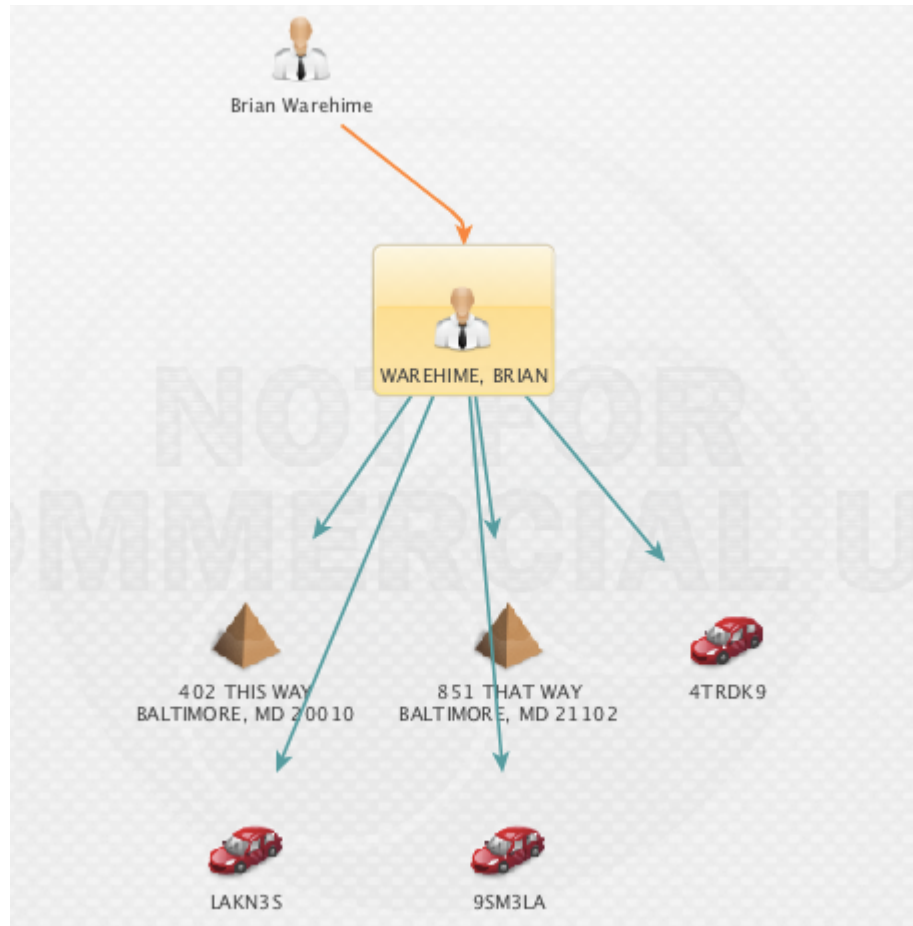 Brian Warehime
WAREHIME, BRIAN
NOT FOR
OMMERCIAL U
402 THIS WAY
BALTIMORE, MD 20010
851 THAT WAY
BALTIMORE, MD 21102
4TRDK9
LAKN3S
9SM3LA